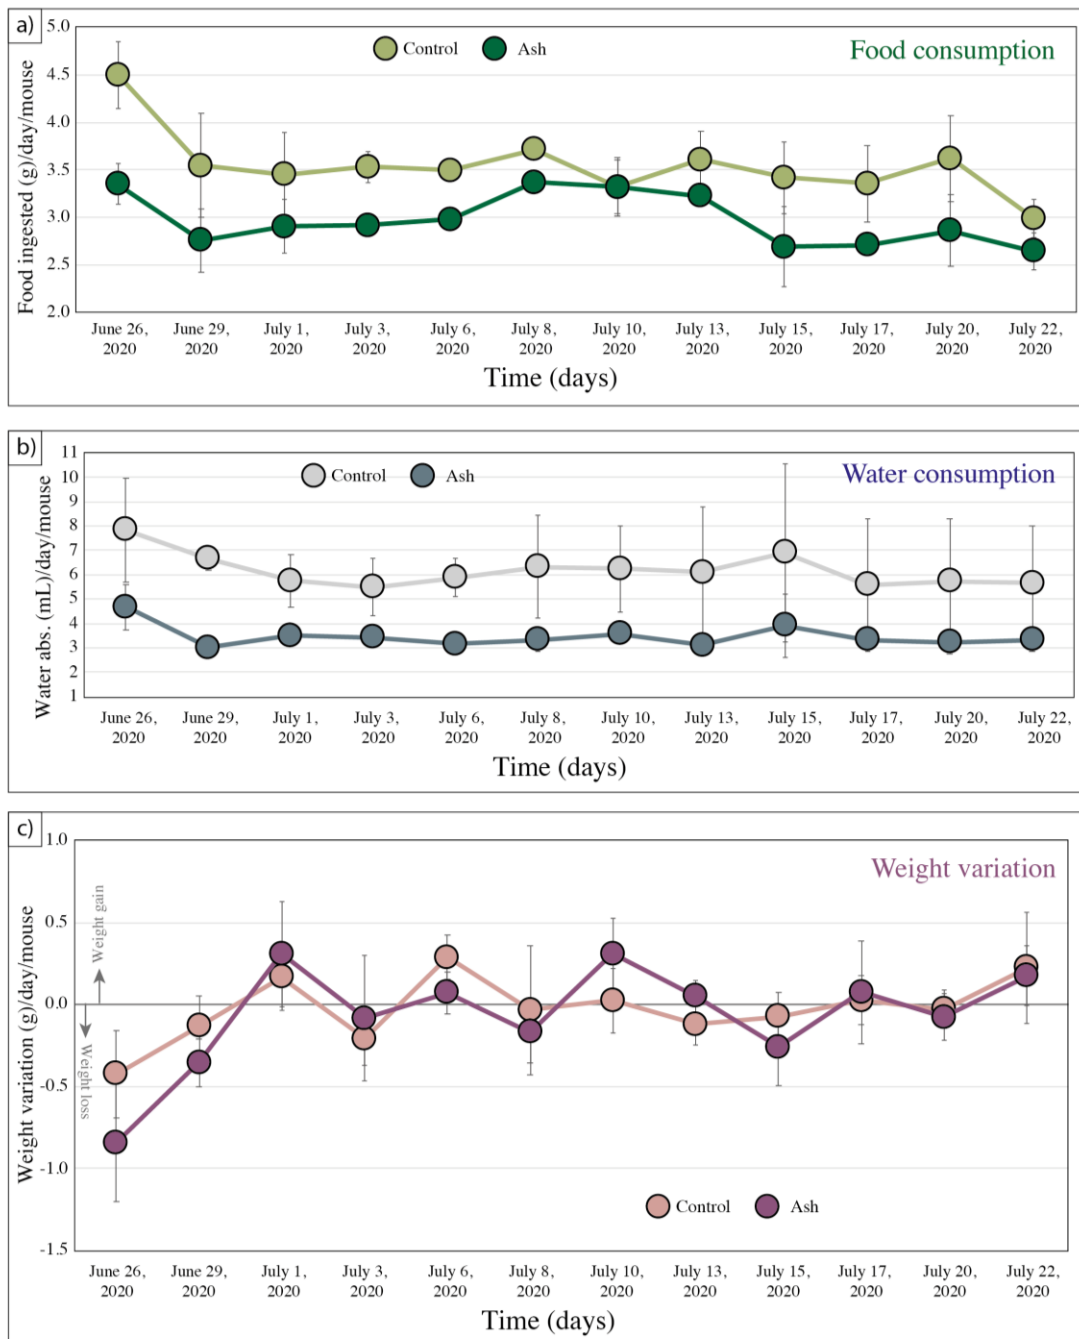 a)
5.0
Control
Ash
Food consumption
4.5
4.0
3.5
3.0
2.5
2.0
Food ingested (g)/day/mouse
June 26, June 29, July 1, July 3, July 6, July 8, July 10, July 13, July 15, July 17, July 20, July 22,
2020 2020 2020 2020 2020 2020 2020 2020 2020 2020 2020 2020
Time (days)
b)
11
Control
Ash
Water consumption
10
9
8
7
6
5
4
3
2
1
Water abs. (mL)/day/mouse
June 26, June 29, July 1, July 3, July 6, July 8, July 10, July 13, July 15, July 17, July 20, July 22,
2020 2020 2020 2020 2020 2020 2020 2020 2020 2020 2020 2020
Time (days)
c)
1.0
Weight variation
0.5
0.0
-0.5
-1.0
-1.5
Weight variation (g)/day/mouse
Weight gain
Weight loss
Control
Ash
June 26, June 29, July 1, July 3, July 6, July 8, July 10, July 13, July 15, July 17, July 20, July 22,
2020 2020 2020 2020 2020 2020 2020 2020 2020 2020 2020 2020
Time (days)